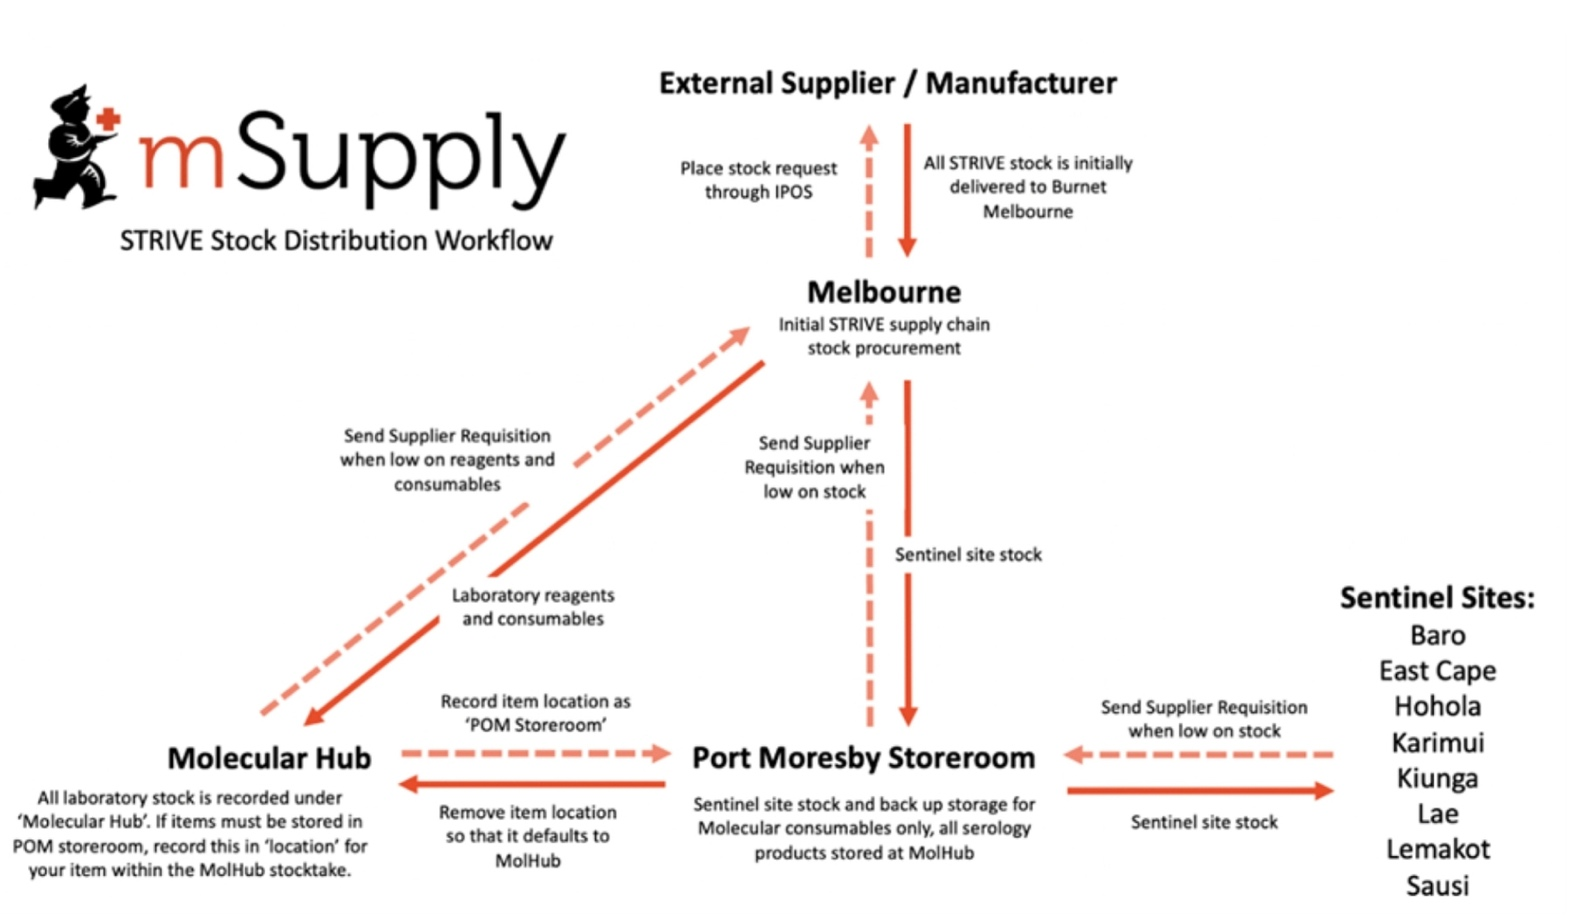 mSupply
STRIVE Stock Distribution Workflow
External Supplier / Manufacturer
Place stock request
through IPOS
All STRIVE stock is initially
delivered to Burnet
Melbourne
Melbourne
Initial STRIVE supply chain
stock procurement
Send Supplier Requisition
when low on reagents and
consumables
Send Supplier
Requisition when
low on stock
Sentinel site stock
Laboratory reagents
and consumables
Record item location as
‘POM Storeroom’
Molecular Hub
All laboratory stock is recorded under
‘Molecular Hub’. If items must be stored in
POM storeroom, record this in ‘location’ for
your item within the MolHub stocktake.
Remove item location
so that it defaults to
MolHub
Port Moresby Storeroom
Sentinel site stock and back up storage for
Molecular consumables only, all serology
products stored at MolHub
Send Supplier Requisition
when low on stock
Sentinel site stock
Sentinel Sites:
Baro
East Cape
Hohola
Karimui
Kiunga
Lae
Lemakot
Sausi